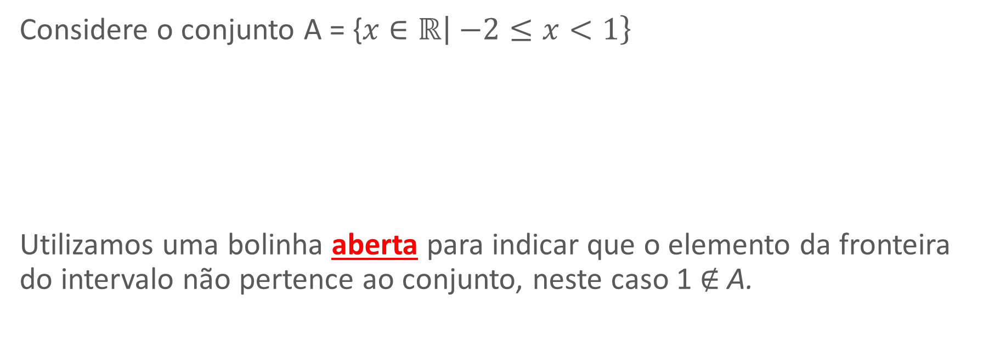 Considere o conjunto A = {x ∈ ℝ| −2 ≤ x < 1}
Utilizamos uma bolinha aberta para indicar que o elemento da fronteira
do intervalo não pertence ao conjunto, neste caso 1 ∉ A.